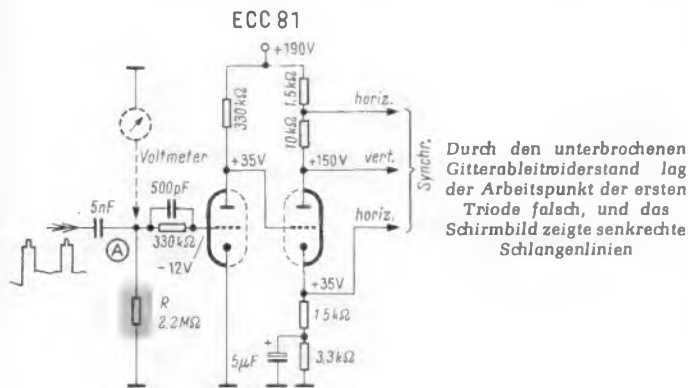 ECC 81
+190V
330kΩ
1,5kΩ
horiz.
10kΩ
Voltmeter
+35V
+150V
vert.
Synchr.
500pF
5nF
horiz.
A
330kΩ
-12V
+35V
R
2,2MΩ
1,5kΩ
+
5µF
3,3kΩ
Durch den unterbrochenen
Gitterableitwiderstand lag
der Arbeitspunkt der ersten
Triode falsch, und das
Schirmbild zeigte senkrechte
Schlangenlinien